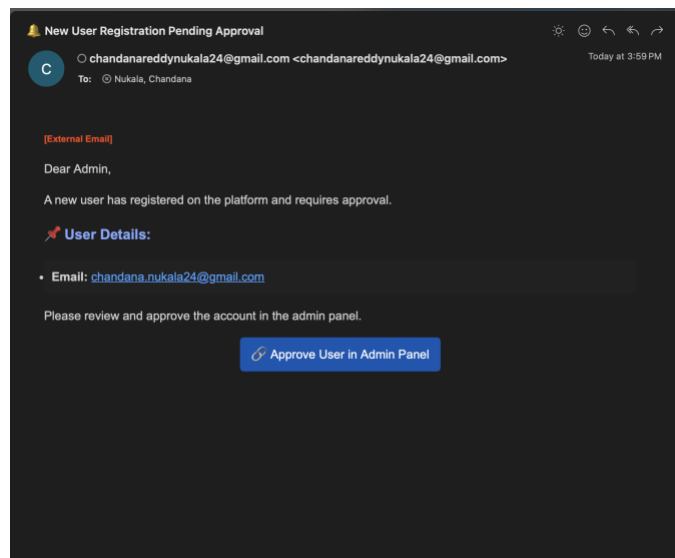 🔔 New User Registration Pending Approval
chandanareddynukala24@gmail.com <chandanareddynukala24@gmail.com>
Today at 3:59 PM
C
To: Nukala, Chandana
[External Email]
Dear Admin,
A new user has registered on the platform and requires approval.
📌 User Details:
• Email: chandana.nukala24@gmail.com
Please review and approve the account in the admin panel.
🔗 Approve User in Admin Panel